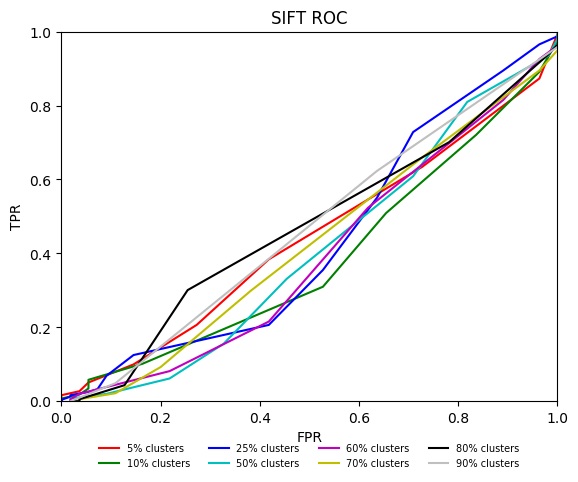 SIFT ROC
1.0
0.8
0.6
0.4
0.2
0.0
TPR
0.0 0.2 0.4 0.6 0.8 1.0
FPR
5% clusters 25% clusters 60% clusters 80% clusters
10% clusters 50% clusters 70% clusters 90% clusters